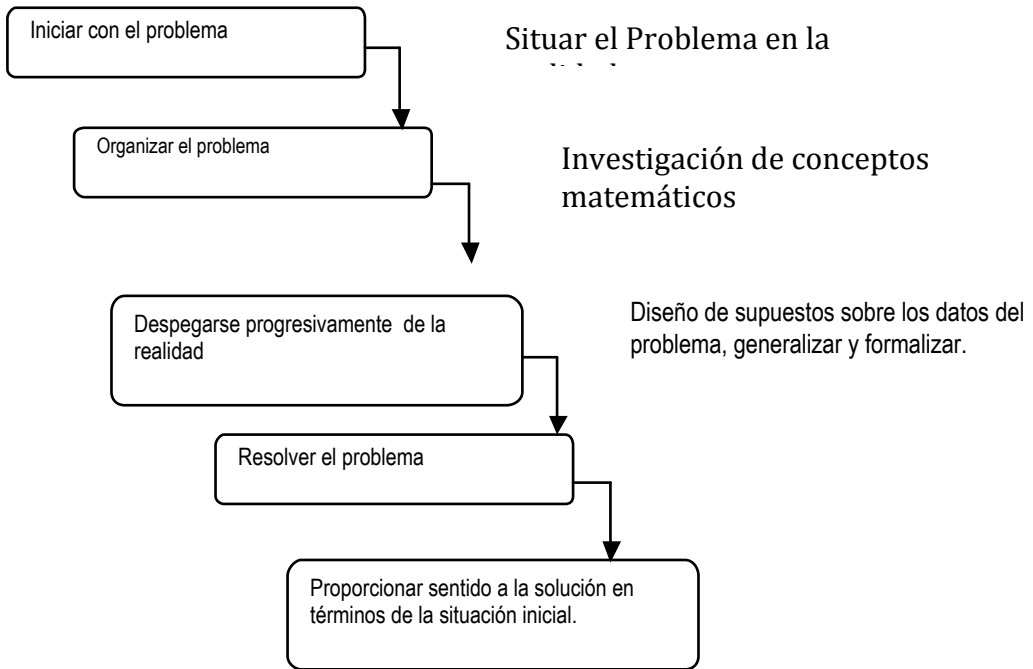 Iniciar con el problema
Situar el Problema en la
Organizar el problema
Investigación de conceptos
matemáticos
Despegarse progresivamente de la
realidad
Diseño de supuestos sobre los datos del
problema, generalizar y formalizar.
Resolver el problema
Proporcionar sentido a la solución en
términos de la situación inicial.